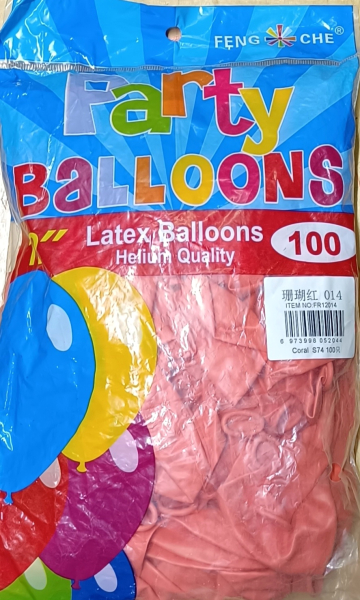 FENG CHE®
Party
BALLOONS
Latex Balloons
Helium Quality
100
珊瑚红 014
ITEM NO:FR12014
6 973998 052044
Coral S74 100只